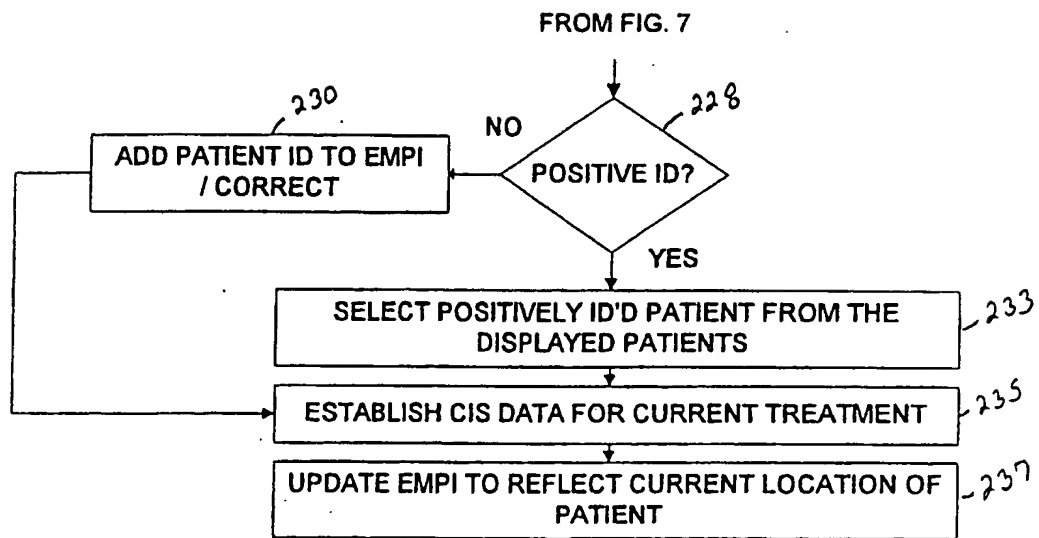 FROM FIG. 7
228
230
NO
ADD PATIENT ID TO EMPI
/ CORRECT
POSITIVE ID?
YES
SELECT POSITIVELY ID'D PATIENT FROM THE
DISPLAYED PATIENTS
233
ESTABLISH CIS DATA FOR CURRENT TREATMENT
235
UPDATE EMPI TO REFLECT CURRENT LOCATION OF
PATIENT
237